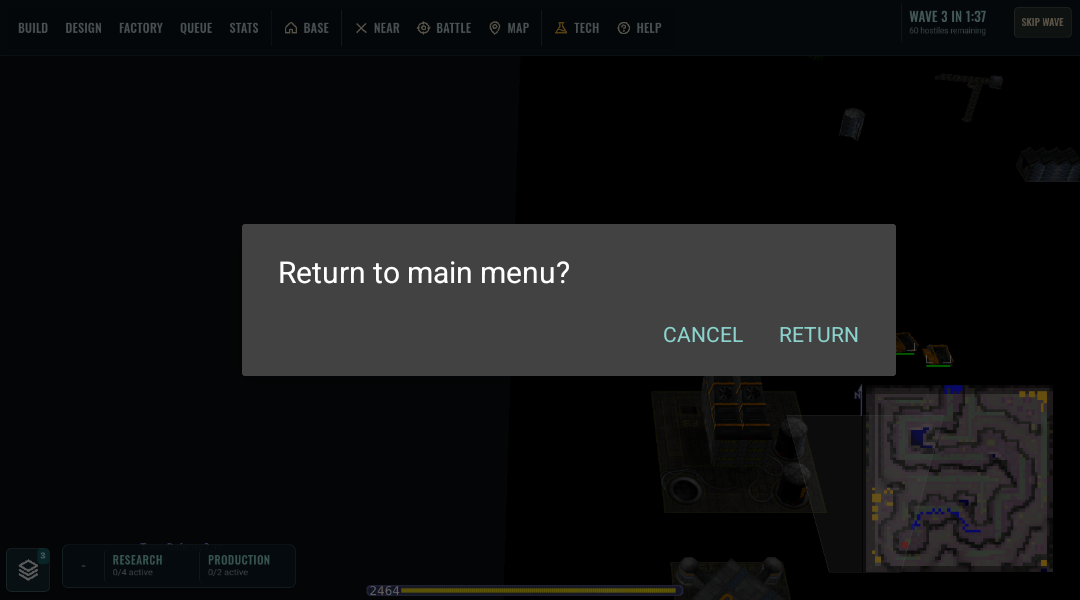 BUILD DESIGN FACTORY QUEUE STATS BASE NEAR BATTLE MAP TECH HELP
WAVE 3 IN 1:37
60 hostiles remaining
SKIP WAVE
Return to main menu?
CANCEL RETURN
N
3
- RESEARCH PRODUCTION
0/4 active 0/2 active
2464